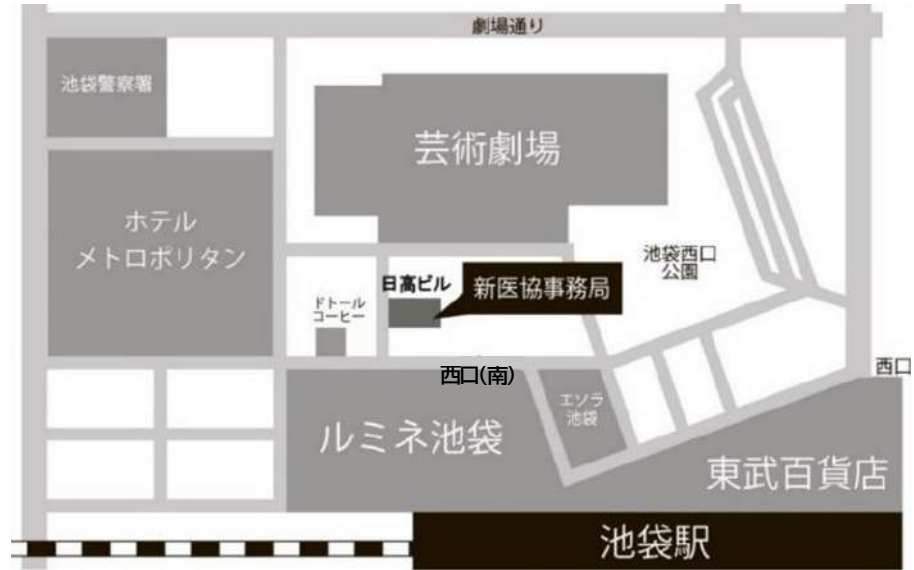 劇場通り
池袋警察署
芸術劇場
ホテル
メトロポリタン
池袋西口
公園
日高ビル
新医協事務局
ドトール
コーヒー
西口(南)
西口
エソラ
池袋
ルミネ池袋
東武百貨店
池袋駅